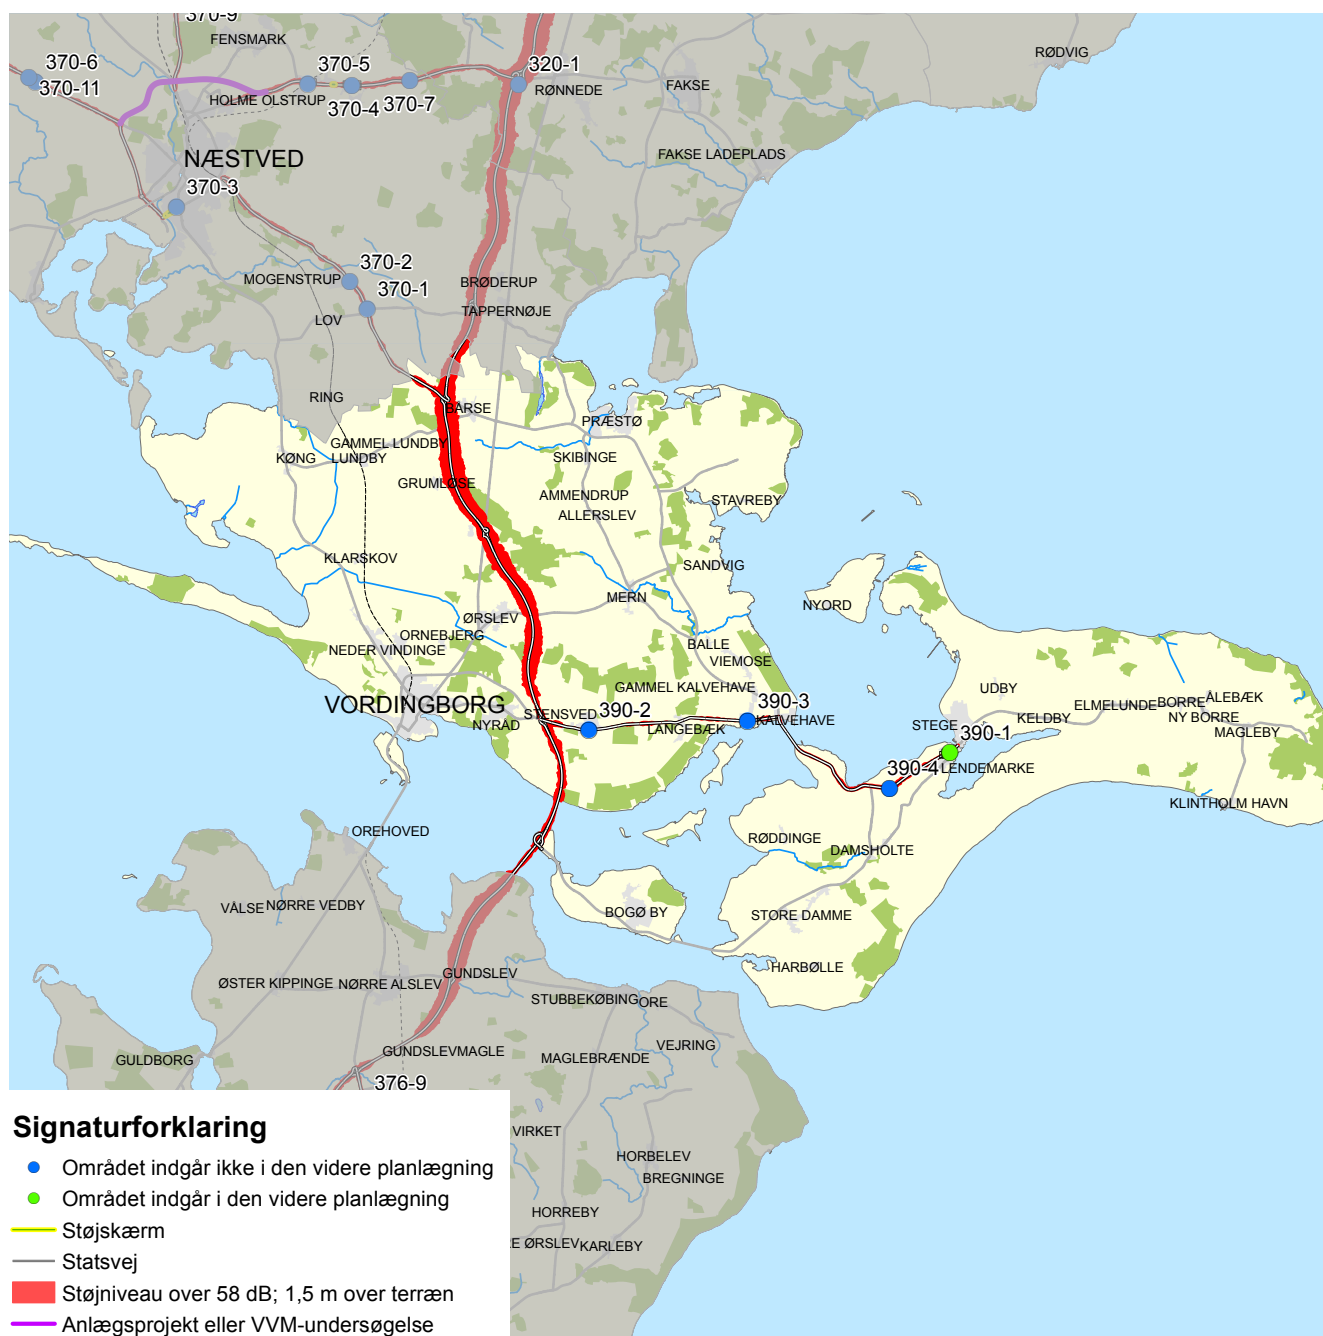 370-9
FENSMARK
RØDVIG
370-6
370-5
320-1
370-11
370-4
370-7
HOLME OLSTRUP
RØNNEDE
FAKSE
NÆSTVED
FAKSE LADEPLADS
370-3
370-2
MOGENSTRUP
370-1
BRØDERUP
TAPPERNØJE
LOV
RING
BÅRSE
PRÆSTØ
GAMMEL LUNDBY
KØNG
LUNDBY
SKIBINGE
GRUMLØSE
AMMENDRUP
STAVREBY
ALLERSLEV
KLARSKOV
SANDVIG
MERN
NYORD
ØRSLEV
ORNEBJERG
NEDER VINDINGE
BALLE
VIEMOSE
GAMMEL KALVEHAVE
UDBY
VORDINGBORG
390-2
390-3
STENSVED
NYRÅD
LANGEBÆK
KALVEHAVE
STEGE
KELDBY
ELMELUNDE
BORRE
ÅLEBÆK
NY BORRE
MAGLEBY
390-1
390-4
LENDEMARKE
KLINTHOLM HAVN
OREHOVED
RØDDINGE
DAMSHOLTE
VÅLSE
NØRRE VEDBY
BOGØ BY
STORE DAMME
HARBØLLE
GUNDSLEV
ØSTER KIPPINGE
NØRRE ALSLEV
STUBBEKØBING
ORE
VEJRING
GUNDSLEVMAGLE
MAGLEBRÆNDE
GULDBORG
376-9
VIRKET
HORBELEV
BREGNINGE
HORREBY
RE ØRSLEV
KARLEBY
Signaturforklaring
Området indgår ikke i den videre planlægning
Området indgår i den videre planlægning
Støjskærm
Statsvej
Støjniveau over 58 dB; 1,5 m over terræn
Anlægsprojekt eller VVM-undersøgelse